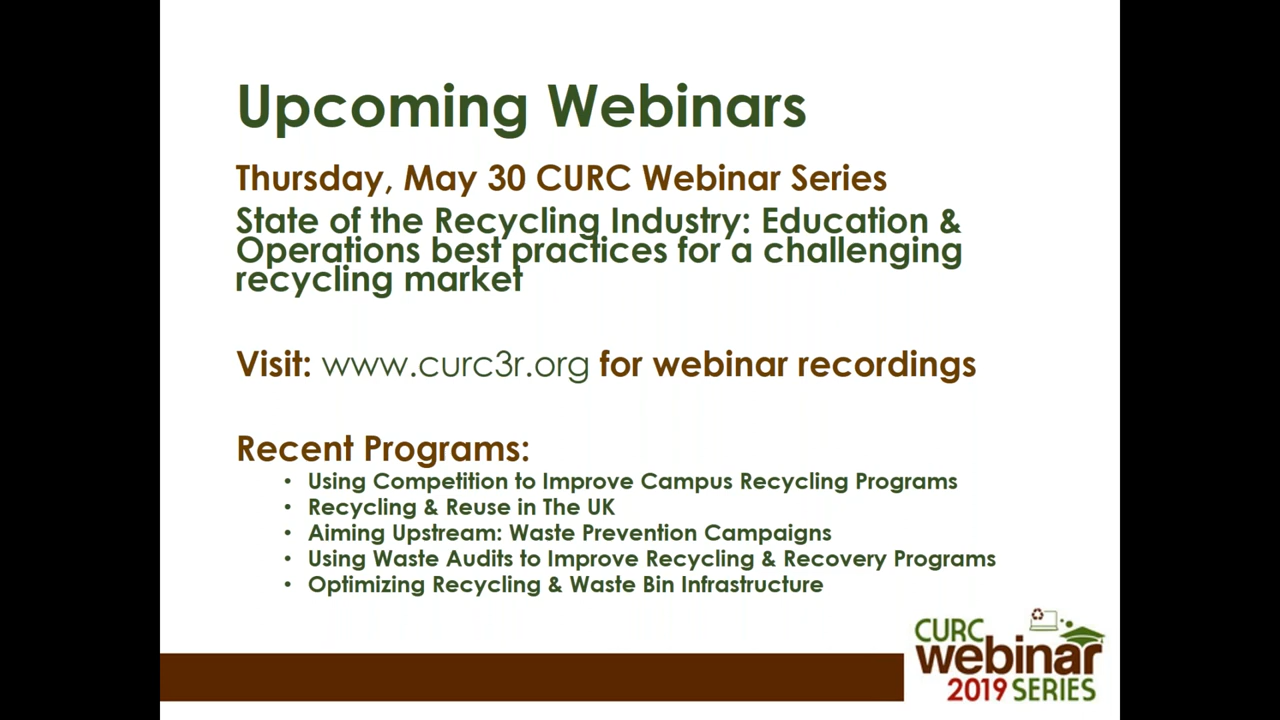 Upcoming Webinars
Thursday, May 30 CURC Webinar Series
State of the Recycling Industry: Education &
Operations best practices for a challenging
recycling market
Visit: www.curc3r.org for webinar recordings
Recent Programs:
• Using Competition to Improve Campus Recycling Programs
• Recycling & Reuse in The UK
• Aiming Upstream: Waste Prevention Campaigns
• Using Waste Audits to Improve Recycling & Recovery Programs
• Optimizing Recycling & Waste Bin Infrastructure
CURC
webinar
2019 SERIES